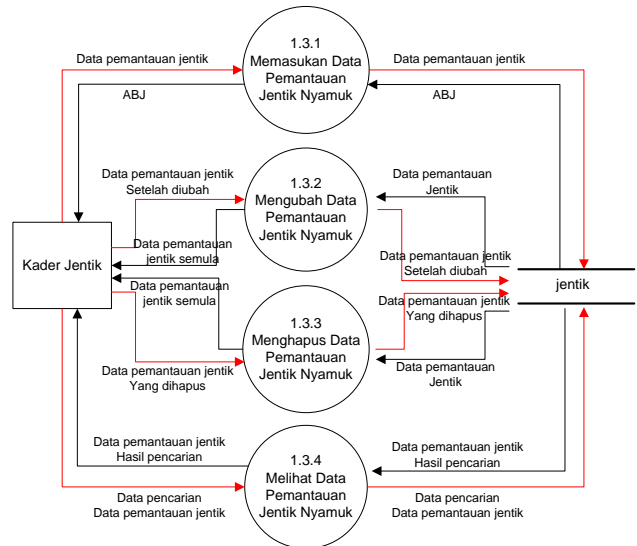 1.3.1
Memasukan Data
Pemantauan
Jentik Nyamuk
Data pemantauan jentik
Data pemantauan jentik
ABJ
ABJ
Data pemantauan jentik
Setelah diubah
1.3.2
Mengubah Data
Pemantauan
Jentik Nyamuk
Data pemantauan
Jentik
Data pemantauan
jentik semula
Data pemantauan jentik
Setelah diubah
Kader Jentik
jentik
Data pemantauan
jentik semula
1.3.3
Menghapus Data
Pemantauan
Jentik Nyamuk
Data pemantauan jentik
Yang dihapus
Data pemantauan jentik
Yang dihapus
Data pemantauan
Jentik
Data pemantauan jentik
Hasil pencarian
1.3.4
Melihat Data
Pemantauan
Jentik Nyamuk
Data pemantauan jentik
Hasil pencarian
Data pencarian
Data pemantauan jentik
Data pencarian
Data pemantauan jentik